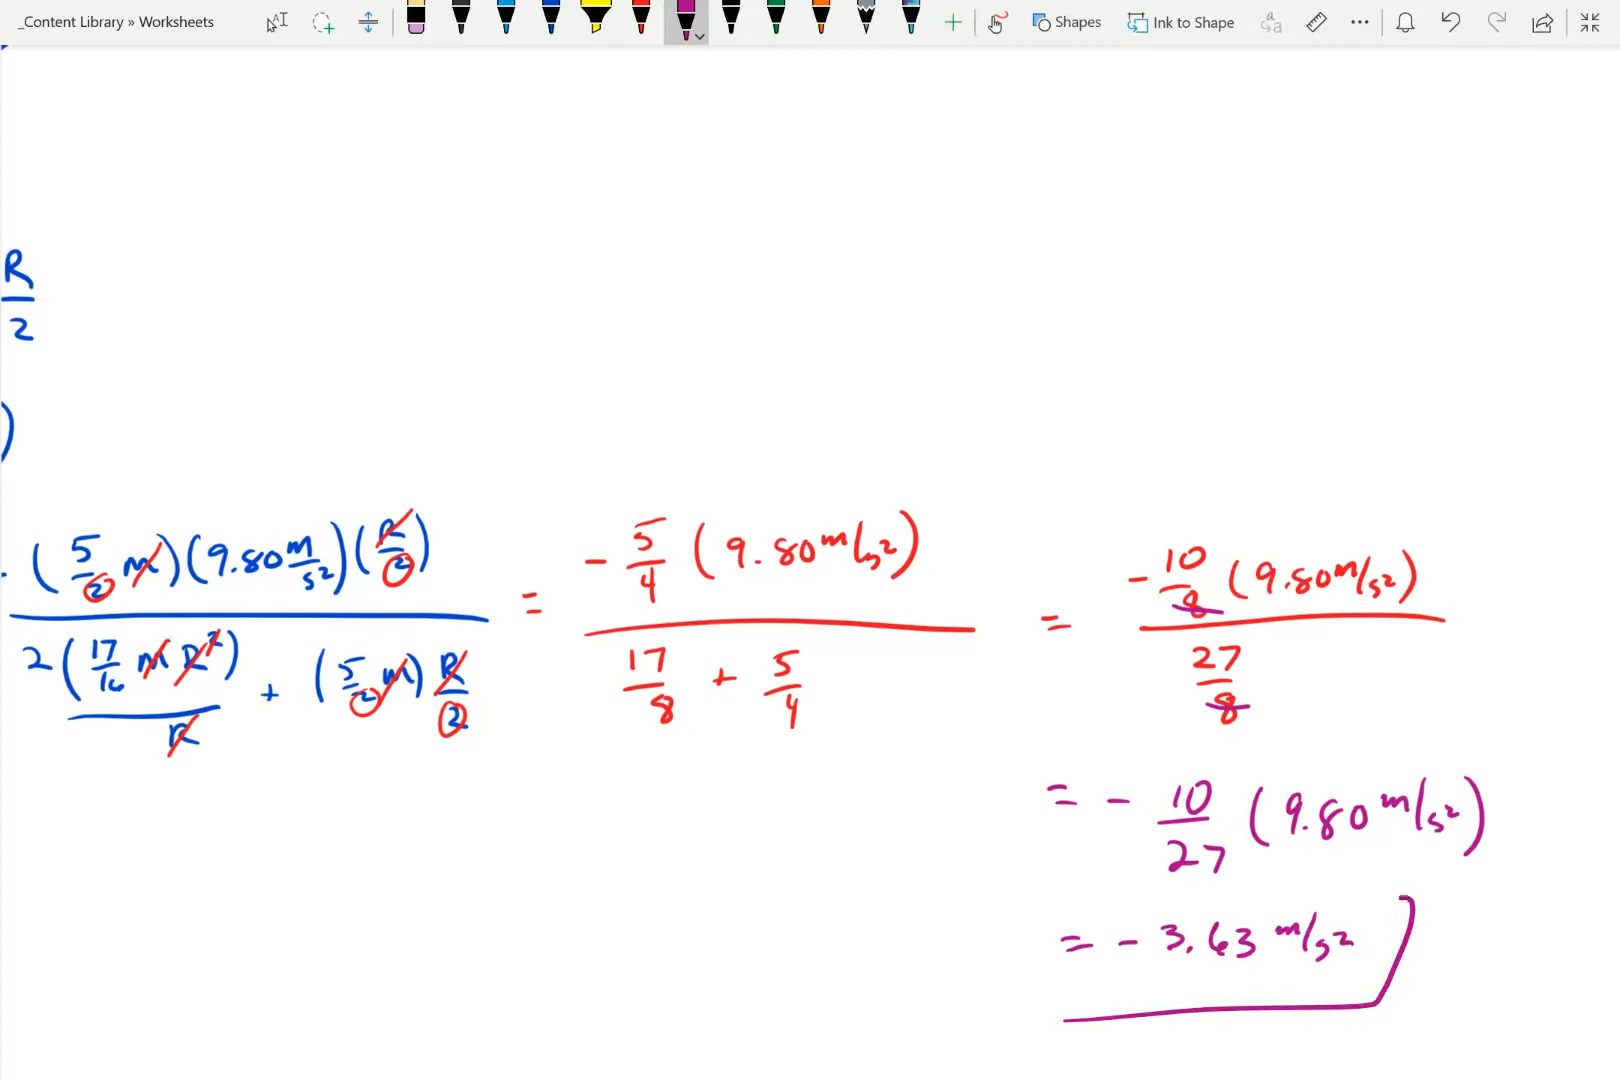 _Content Library » Worksheets Shapes Ink to Shape
R/2
)
- (5/2 m)(9.80 m/s²)(R/2) / (2(17/16 m R²)/R + (5/2 m) R/2) = - 5/4 (9.80 m/s²) / (17/8 + 5/4) = - 10/8 (9.80 m/s²) / (27/8)
= - 10/27 (9.80 m/s²)
= - 3.63 m/s²